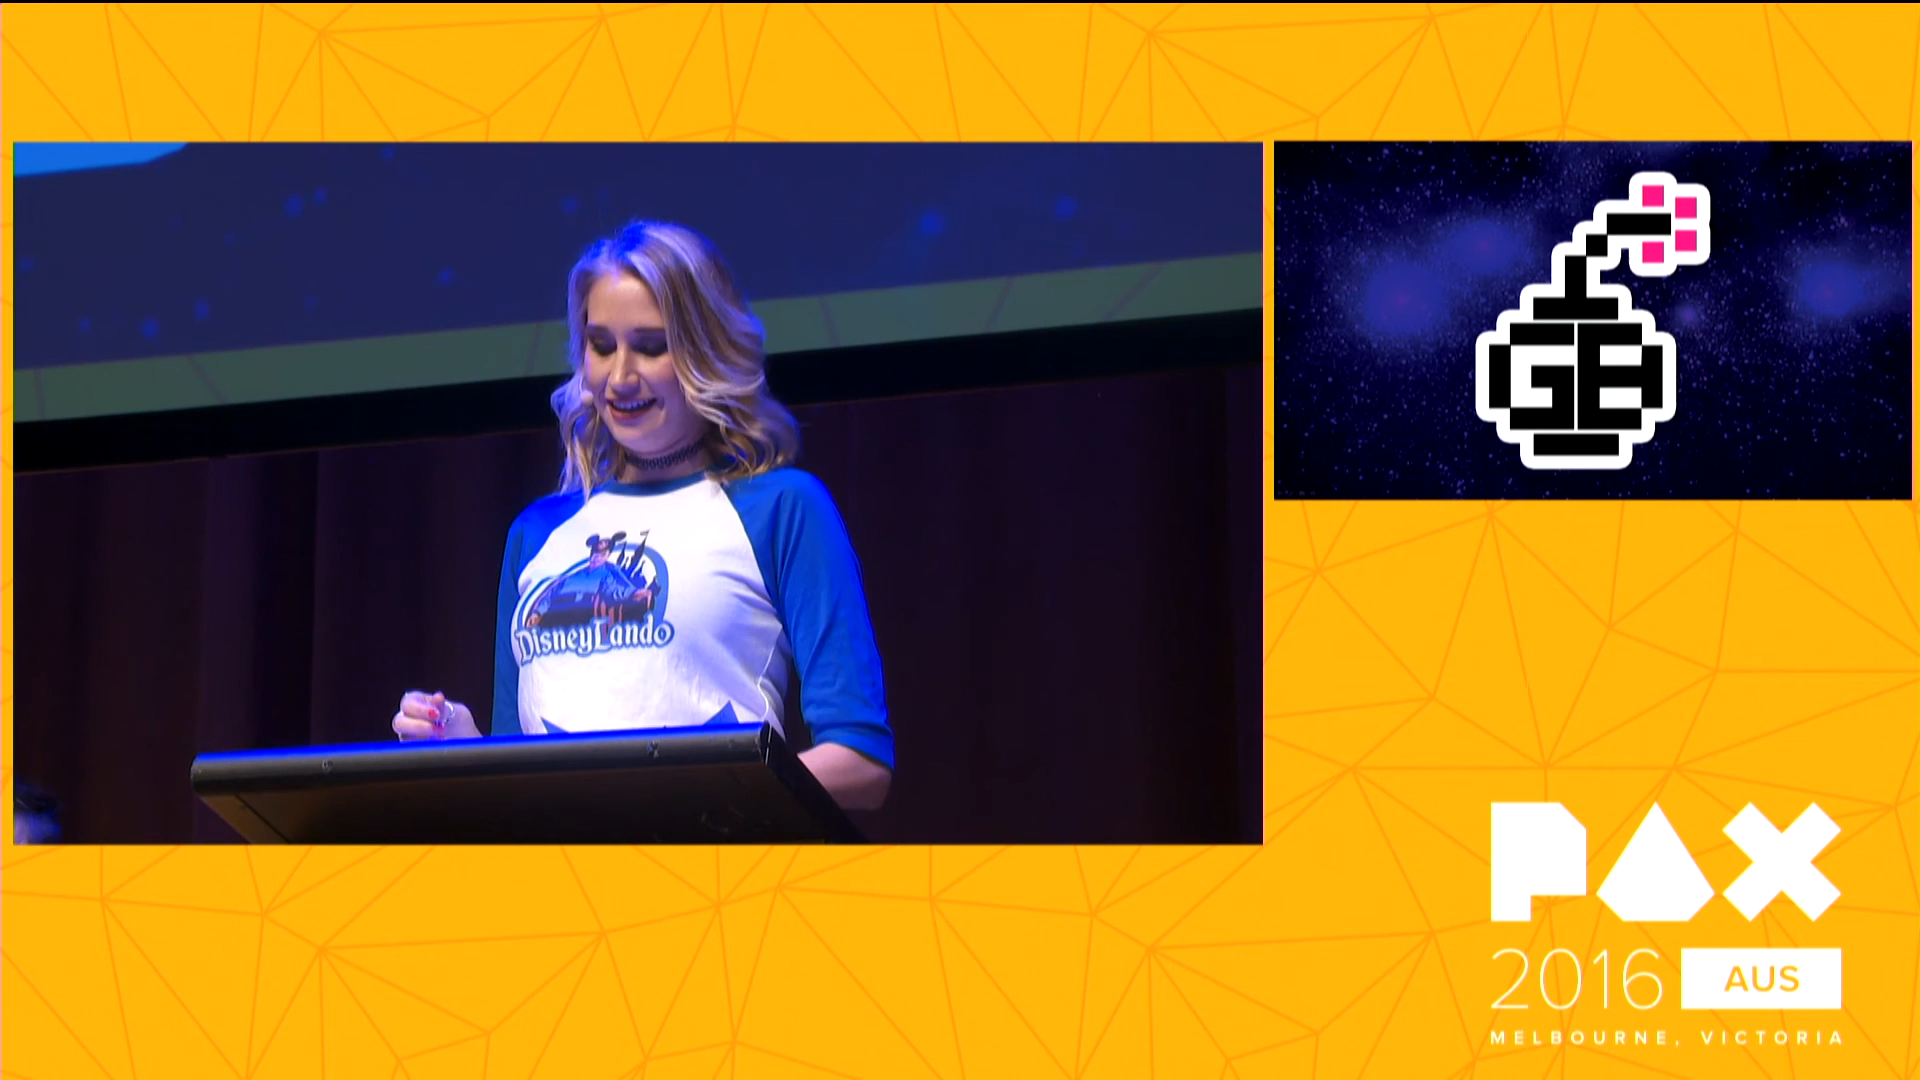 DisneyLando
GB
PAX
2016 AUS
MELBOURNE, VICTORIA